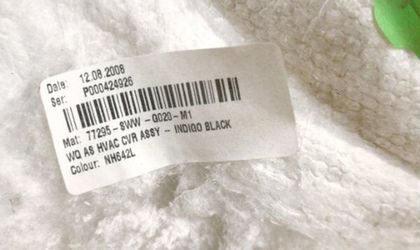 Date: 12.08.2008
Ser: P000424926
Mat: 77295-SWW-G020-M1
WQ AS HVAC CVR ASSY - INDIGO BLACK
Colour: NH642L